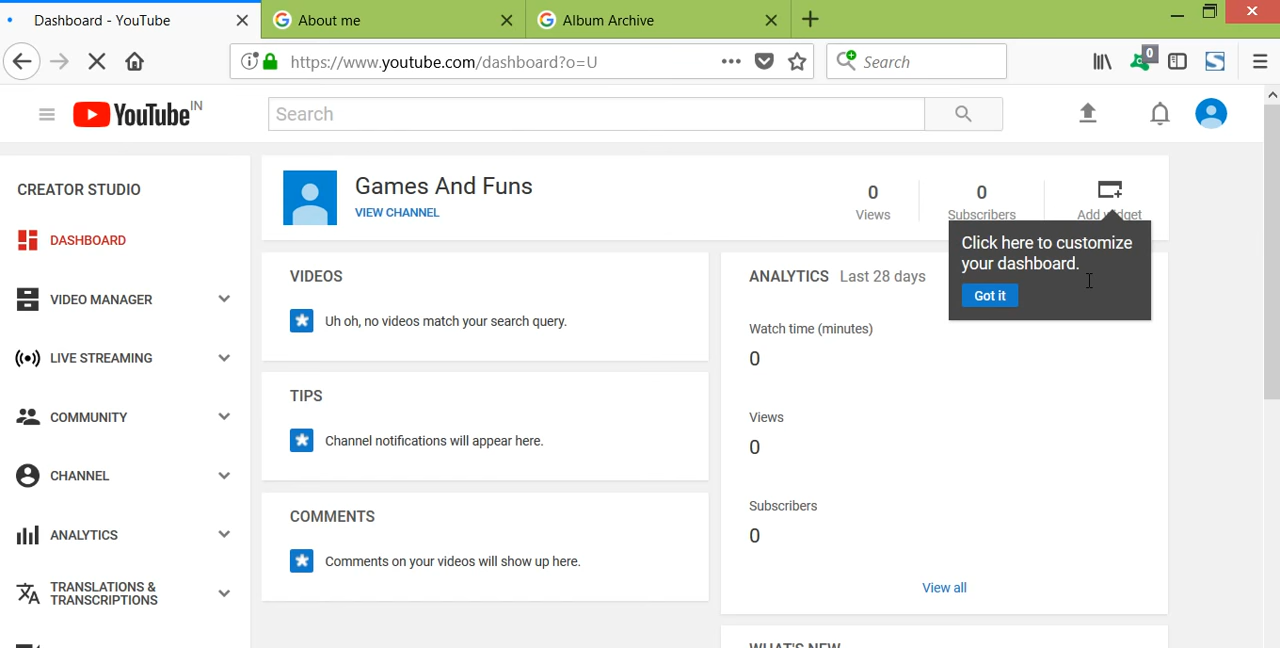 Dashboard - YouTube
About me
Album Archive
https://www.youtube.com/dashboard?o=U
Search
0
YouTube IN
Search
CREATOR STUDIO
DASHBOARD
VIDEO MANAGER
LIVE STREAMING
COMMUNITY
CHANNEL
ANALYTICS
TRANSLATIONS &
TRANSCRIPTIONS
Games And Funs
VIEW CHANNEL
0
Views
0
Subscribers
Add widget
Click here to customize
your dashboard.
Got it
VIDEOS
Uh oh, no videos match your search query.
TIPS
Channel notifications will appear here.
COMMENTS
Comments on your videos will show up here.
ANALYTICS Last 28 days
Watch time (minutes)
0
Views
0
Subscribers
0
View all
WHAT'S NEW